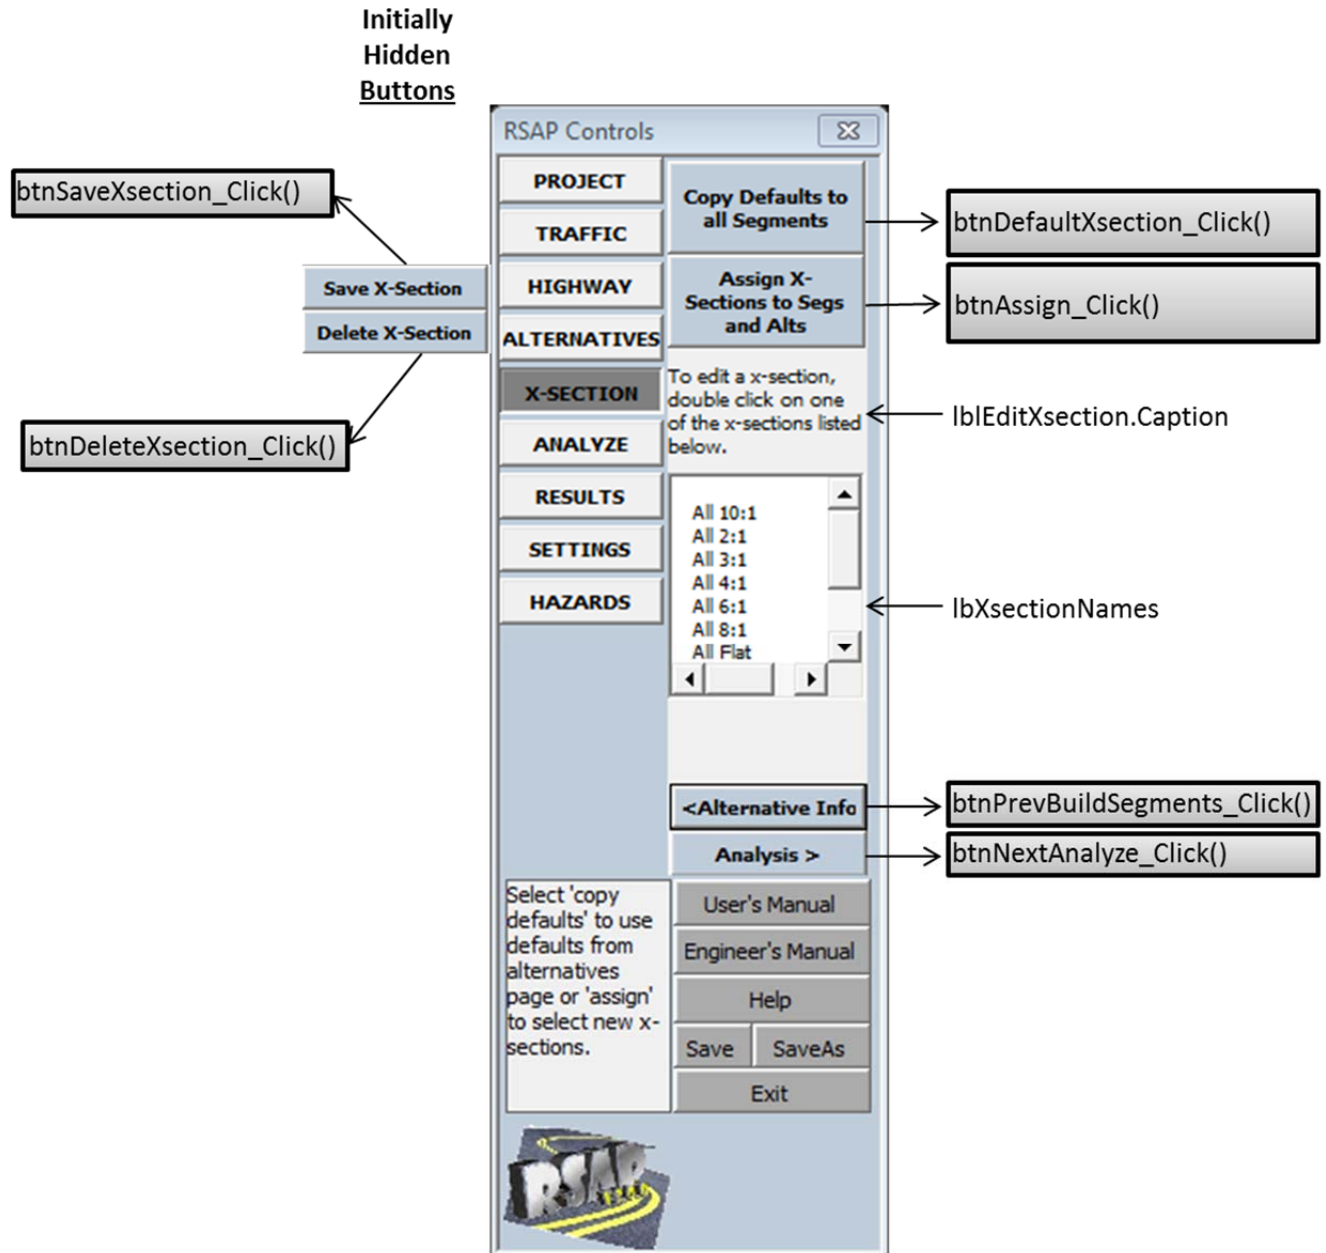 Initially
Hidden
Buttons
RSAP Controls
btnSaveXsection_Click()
Save X-Section
Delete X-Section
btnDeleteXsection_Click()
PROJECT
TRAFFIC
HIGHWAY
ALTERNATIVES
X-SECTION
ANALYZE
RESULTS
SETTINGS
HAZARDS
Copy Defaults to
all Segments
btnDefaultXsection_Click()
Assign X-
Sections to Segs
and Alts
btnAssign_Click()
To edit a x-section,
double click on one
of the x-sections listed
below.
lblEditXsection.Caption
All 10:1
All 2:1
All 3:1
All 4:1
All 6:1
All 8:1
All Flat
lbXsectionNames
<Alternative Info
btnPrevBuildSegments_Click()
Analysis >
btnNextAnalyze_Click()
Select 'copy
defaults' to use
defaults from
alternatives
page or 'assign'
to select new x-
sections.
User's Manual
Engineer's Manual
Help
Save SaveAs
Exit
RSAP